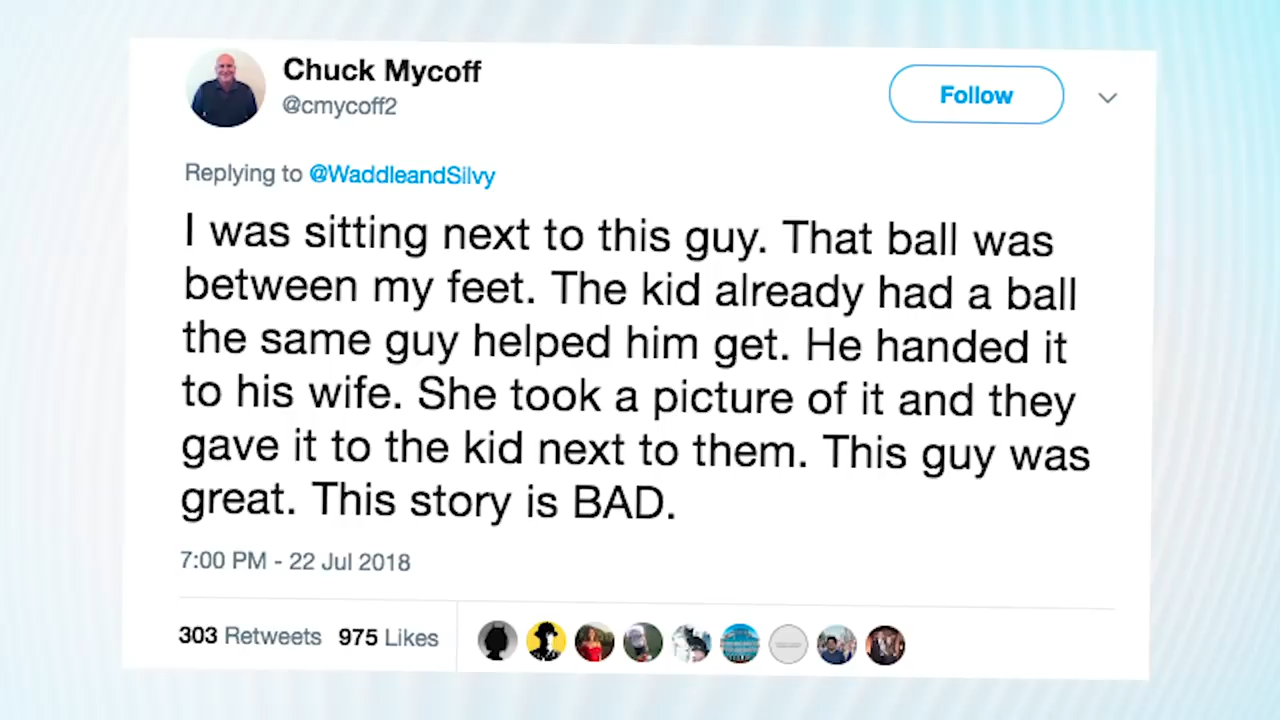 Chuck Mycoff
@cmycoff2
Follow
Replying to @WaddleandSilvy
I was sitting next to this guy. That ball was
between my feet. The kid already had a ball
the same guy helped him get. He handed it
to his wife. She took a picture of it and they
gave it to the kid next to them. This guy was
great. This story is BAD.
7:00 PM - 22 Jul 2018
303 Retweets 975 Likes